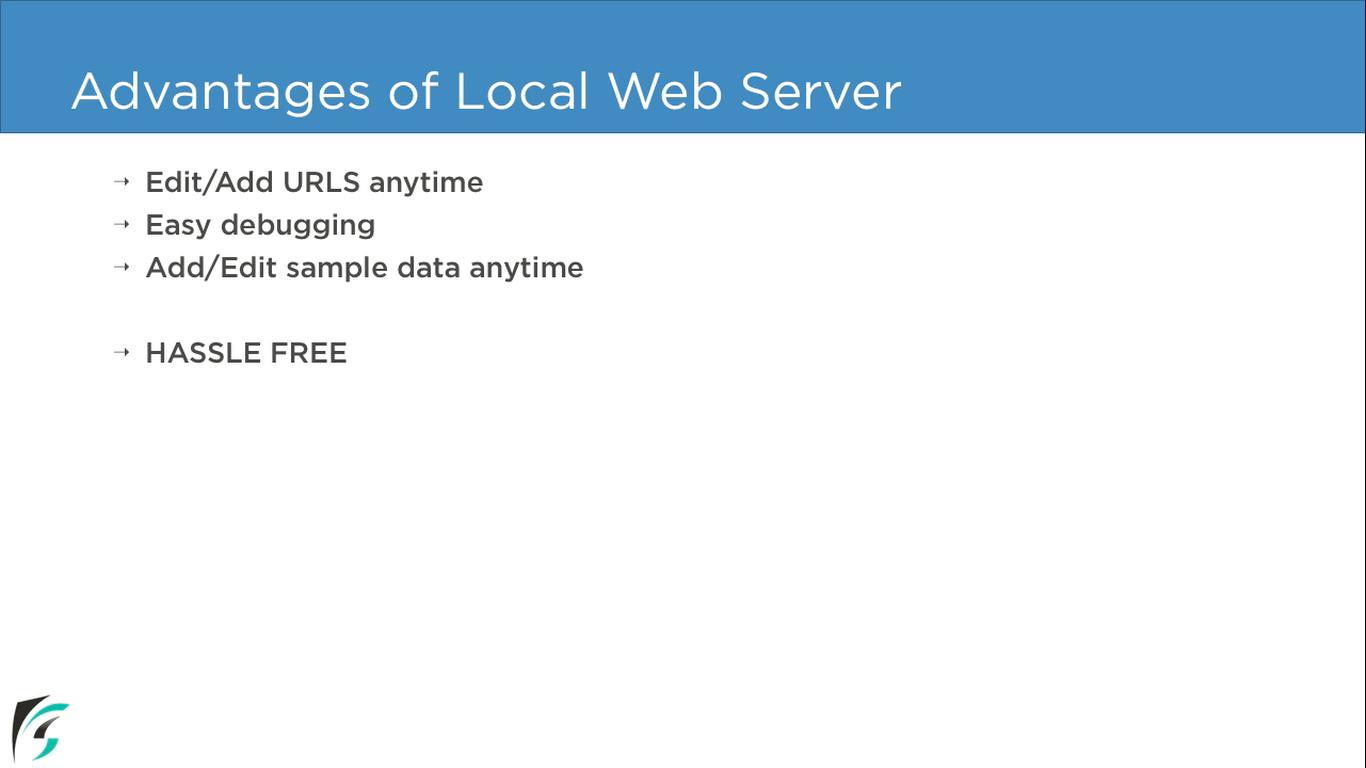 Advantages of Local Web Server
→ Edit/Add URLS anytime
→ Easy debugging
→ Add/Edit sample data anytime
→ HASSLE FREE